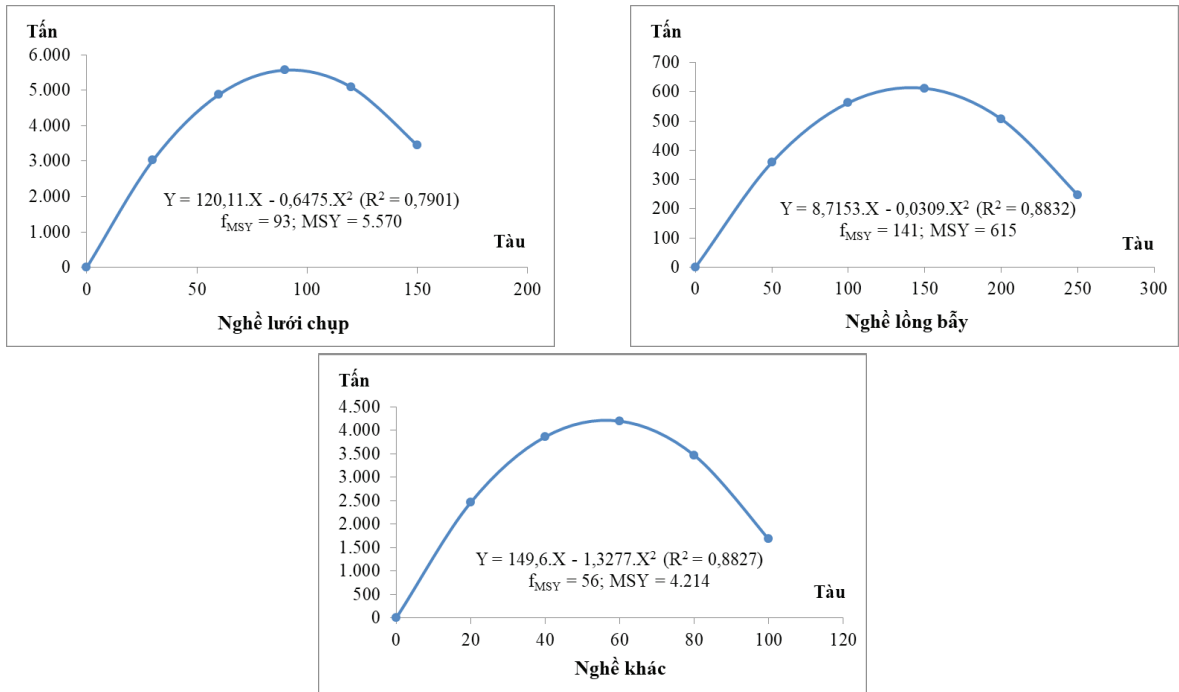 Tấn
6.000
5.000
4.000
3.000
2.000
1.000
0
Y = 120,11.X - 0,6475.X² (R² = 0,7901)
f_MSY = 93; MSY = 5.570
Tàu
0 50 100 150 200
Nghề lưới chụp
Tấn
700
600
500
400
300
200
100
0
Y = 8,7153.X - 0,0309.X² (R² = 0,8832)
f_MSY = 141; MSY = 615
Tàu
0 50 100 150 200 250 300
Nghề lồng bẫy
Tấn
4.500
4.000
3.500
3.000
2.500
2.000
1.500
1.000
500
0
Y = 149,6.X - 1,3277.X² (R² = 0,8827)
f_MSY = 56; MSY = 4.214
Tàu
0 20 40 60 80 100 120
Nghề khác